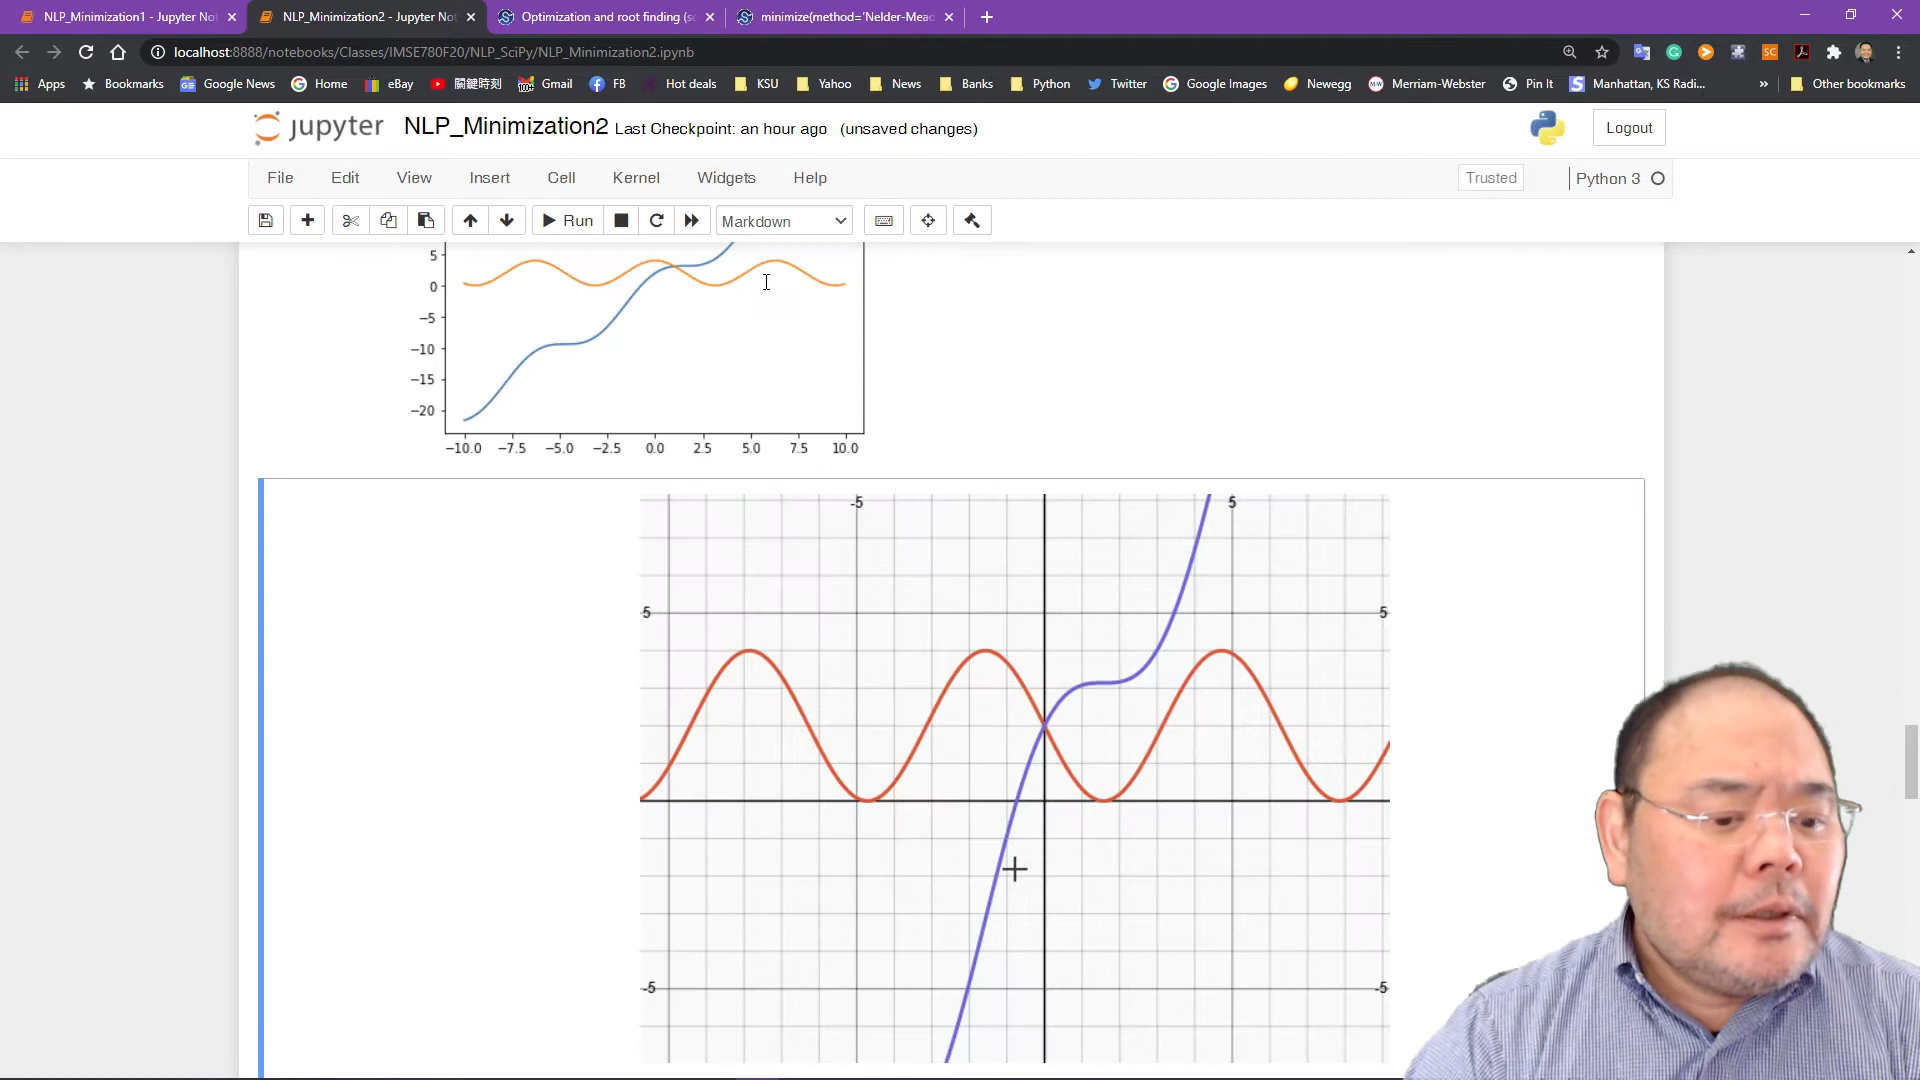 NLP_Minimization1 - Jupyter No
NLP_Minimization2 - Jupyter No
Optimization and root finding (sc
minimize(method='Nelder-Mead
localhost:8888/notebooks/Classes/IMSE780F20/NLP_SciPy/NLP_Minimization2.ipynb
Apps Bookmarks Google News Home eBay 關鍵時刻 Gmail FB Hot deals KSU Yahoo News Banks Python Twitter Google Images Newegg Merriam-Webster Pin It Manhattan, KS Radi... » Other bookmarks
jupyter NLP_Minimization2 Last Checkpoint: an hour ago (unsaved changes) Logout
File Edit View Insert Cell Kernel Widgets Help Trusted Python 3
Run Markdown
5
0
−5
−10
−15
−20
−10.0 −7.5 −5.0 −2.5 0.0 2.5 5.0 7.5 10.0
-5 5
5 5
-5 -5